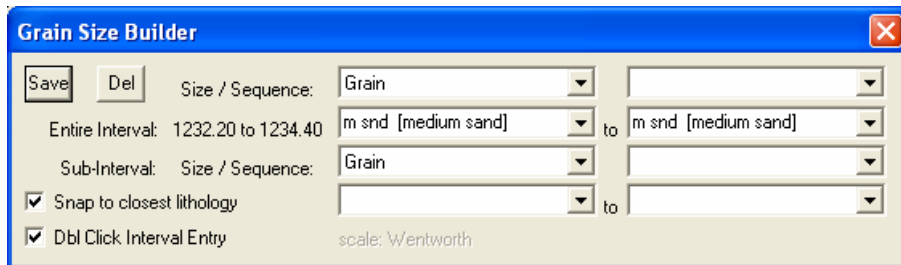 Grain Size Builder
Save Del Size / Sequence: Grain
Entire Interval: 1232.20 to 1234.40 m snd [medium sand] to m snd [medium sand]
Sub-Interval: Size / Sequence: Grain
Snap to closest lithology to
Dbl Click Interval Entry scale: Wentworth